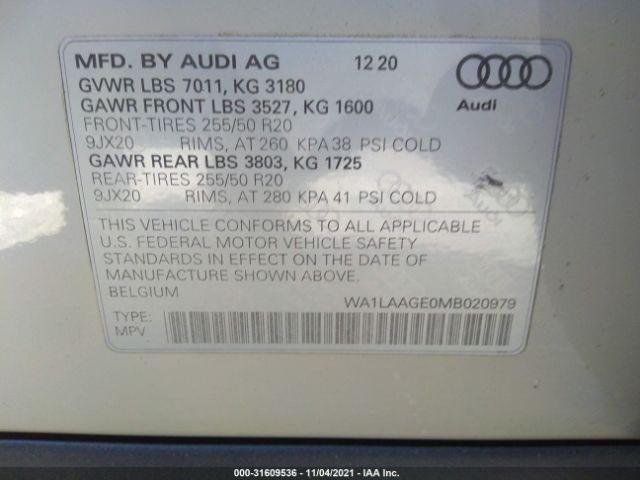 MFD. BY AUDI AG 12 20
GVWR LBS 7011, KG 3180
GAWR FRONT LBS 3527, KG 1600
Audi
FRONT-TIRES 255/50 R20
9JX20 RIMS, AT 260 KPA 38 PSI COLD
GAWR REAR LBS 3803, KG 1725
REAR-TIRES 255/50 R20
9JX20 RIMS, AT 280 KPA 41 PSI COLD
THIS VEHICLE CONFORMS TO ALL APPLICABLE
U.S. FEDERAL MOTOR VEHICLE SAFETY
STANDARDS IN EFFECT ON THE DATE OF
MANUFACTURE SHOWN ABOVE.
BELGIUM WA1LAAGE0MB020979
TYPE:
MPV
000-31609536 - 11/04/2021 - IAA Inc.